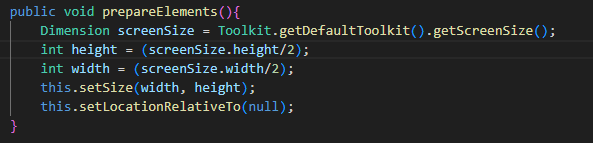 public void prepareElements(){
    Dimension screenSize = Toolkit.getDefaultToolkit().getScreenSize();
    int height = (screenSize.height/2);
    int width = (screenSize.width/2);
    this.setSize(width, height);
    this.setLocationRelativeTo(null);
}